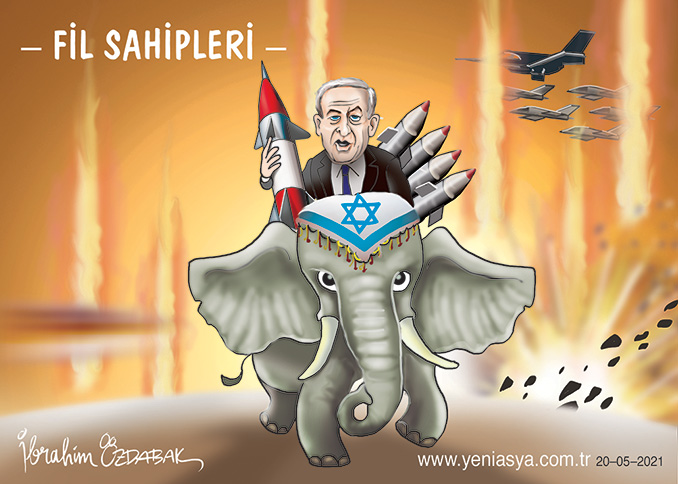 – FİL SAHİPLERİ –
İbrahim ÖZDABAK
www.yeniasya.com.tr 20-05-2021